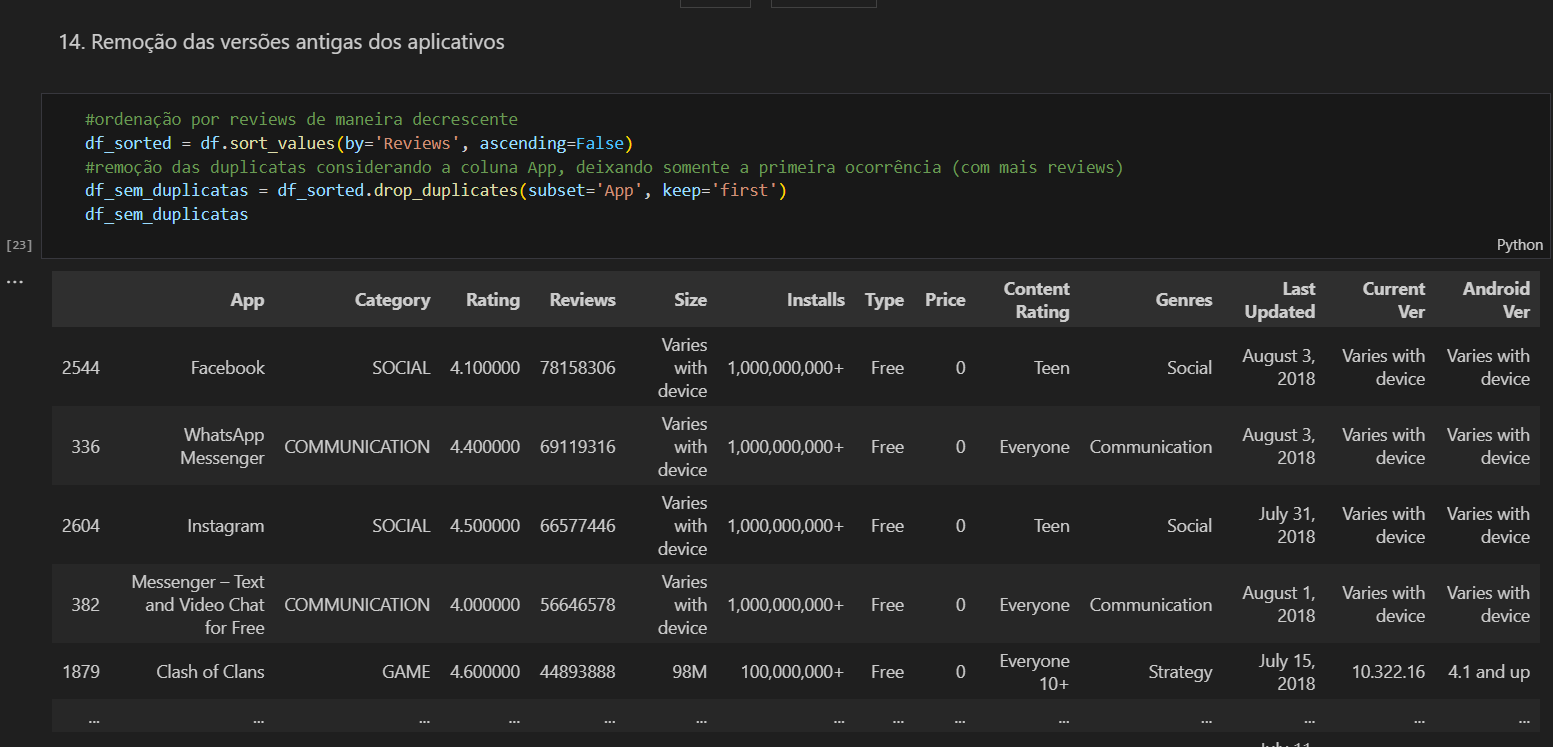 14. Remoção das versões antigas dos aplicativos
#ordenação por reviews de maneira decrescente
df_sorted = df.sort_values(by='Reviews', ascending=False)
#remoção das duplicatas considerando a coluna App, deixando somente a primeira ocorrência (com mais reviews)
df_sem_duplicatas = df_sorted.drop_duplicates(subset='App', keep='first')
df_sem_duplicatas
[23]
Python
...
App Category Rating Reviews Size Installs Type Price Content Rating Genres Last Updated Current Ver Android Ver
2544 Facebook SOCIAL 4.100000 78158306 Varies with device 1,000,000,000+ Free 0 Teen Social August 3, 2018 Varies with device Varies with device
336 WhatsApp Messenger COMMUNICATION 4.400000 69119316 Varies with device 1,000,000,000+ Free 0 Everyone Communication August 3, 2018 Varies with device Varies with device
2604 Instagram SOCIAL 4.500000 66577446 Varies with device 1,000,000,000+ Free 0 Teen Social July 31, 2018 Varies with device Varies with device
382 Messenger – Text and Video Chat for Free COMMUNICATION 4.000000 56646578 Varies with device 1,000,000,000+ Free 0 Everyone Communication August 1, 2018 Varies with device Varies with device
1879 Clash of Clans GAME 4.600000 44893888 98M 100,000,000+ Free 0 Everyone 10+ Strategy July 15, 2018 10.322.16 4.1 and up
... ... ... ... ... ... ... ... ... ... ... ... ... ...